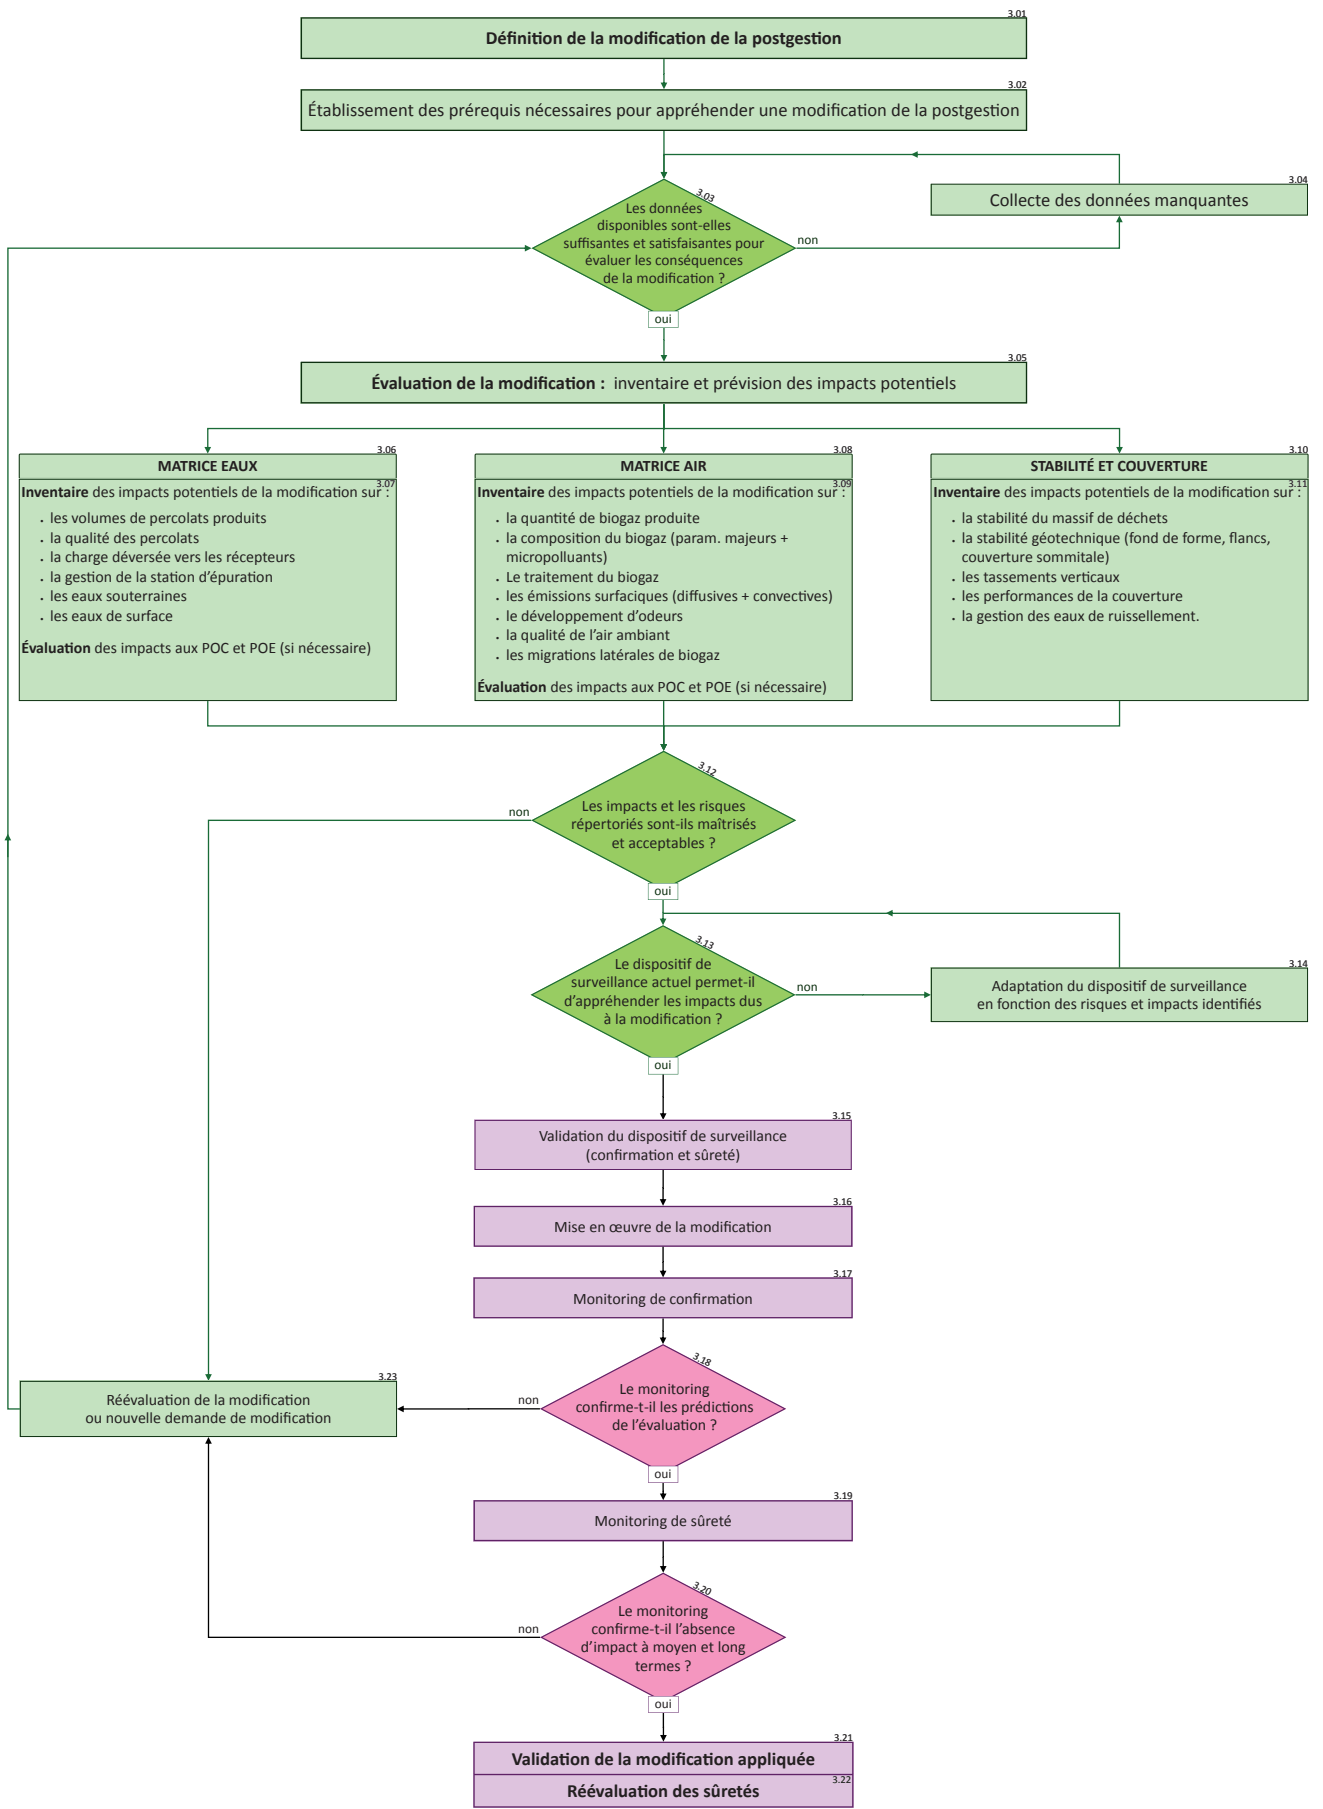 3.01
Définition de la modification de la postgestion
3.02
Établissement des prérequis nécessaires pour appréhender une modification de la postgestion
3.03
Les données
disponibles sont-elles
suffisantes et satisfaisantes pour
évaluer les conséquences
de la modification ?
non
3.04
Collecte des données manquantes
oui
3.05
Évaluation de la modification : inventaire et prévision des impacts potentiels
3.06
MATRICE EAUX
3.07
Inventaire des impacts potentiels de la modification sur :
• les volumes de percolats produits
• la qualité des percolats
• la charge déversée vers les récepteurs
• la gestion de la station d'épuration
• les eaux souterraines
• les eaux de surface
Évaluation des impacts aux POC et POE (si nécessaire)
3.08
MATRICE AIR
3.09
Inventaire des impacts potentiels de la modification sur :
• la quantité de biogaz produite
• la composition du biogaz (param. majeurs +
micropolluants)
• Le traitement du biogaz
• les émissions surfaciques (diffusives + convectives)
• le développement d'odeurs
• la qualité de l'air ambiant
• les migrations latérales de biogaz
Évaluation des impacts aux POC et POE (si nécessaire)
3.10
STABILITÉ ET COUVERTURE
3.11
Inventaire des impacts potentiels de la modification sur :
• la stabilité du massif de déchets
• la stabilité géotechnique (fond de forme, flancs,
couverture sommitale)
• les tassements verticaux
• les performances de la couverture
• la gestion des eaux de ruissellement.
3.12
Les impacts et les risques
répertoriés sont-ils maîtrisés
et acceptables ?
non
oui
3.13
Le dispositif de
surveillance actuel permet-il
d'appréhender les impacts dus
à la modification ?
non
3.14
Adaptation du dispositif de surveillance
en fonction des risques et impacts identifiés
oui
3.15
Validation du dispositif de surveillance
(confirmation et sûreté)
3.16
Mise en œuvre de la modification
3.17
Monitoring de confirmation
3.18
Le monitoring
confirme-t-il les prédictions
de l'évaluation ?
non
3.23
Réévaluation de la modification
ou nouvelle demande de modification
oui
3.19
Monitoring de sûreté
3.20
Le monitoring
confirme-t-il l'absence
d'impact à moyen et long
termes ?
non
oui
3.21
Validation de la modification appliquée
3.22
Réévaluation des sûretés